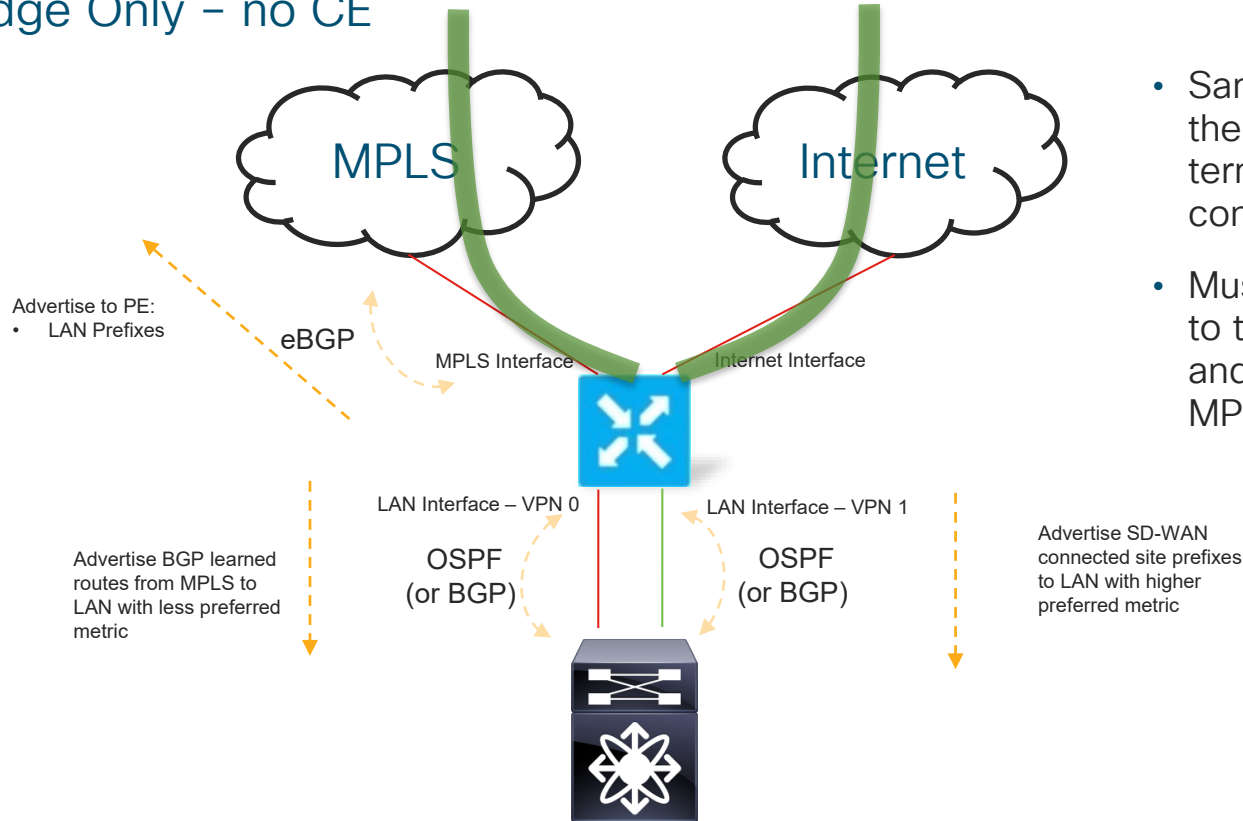 dge Only – no CE
MPLS
Internet
Advertise to PE:
• LAN Prefixes
eBGP
MPLS Interface
Internet Interface
LAN Interface – VPN 0
LAN Interface – VPN 1
OSPF
(or BGP)
OSPF
(or BGP)
Advertise BGP learned
routes from MPLS to
LAN with less preferred
metric
Advertise SD-WAN
connected site prefixes
to LAN with higher
preferred metric
• Sar
the
terr
con
• Mus
to t
and
MP